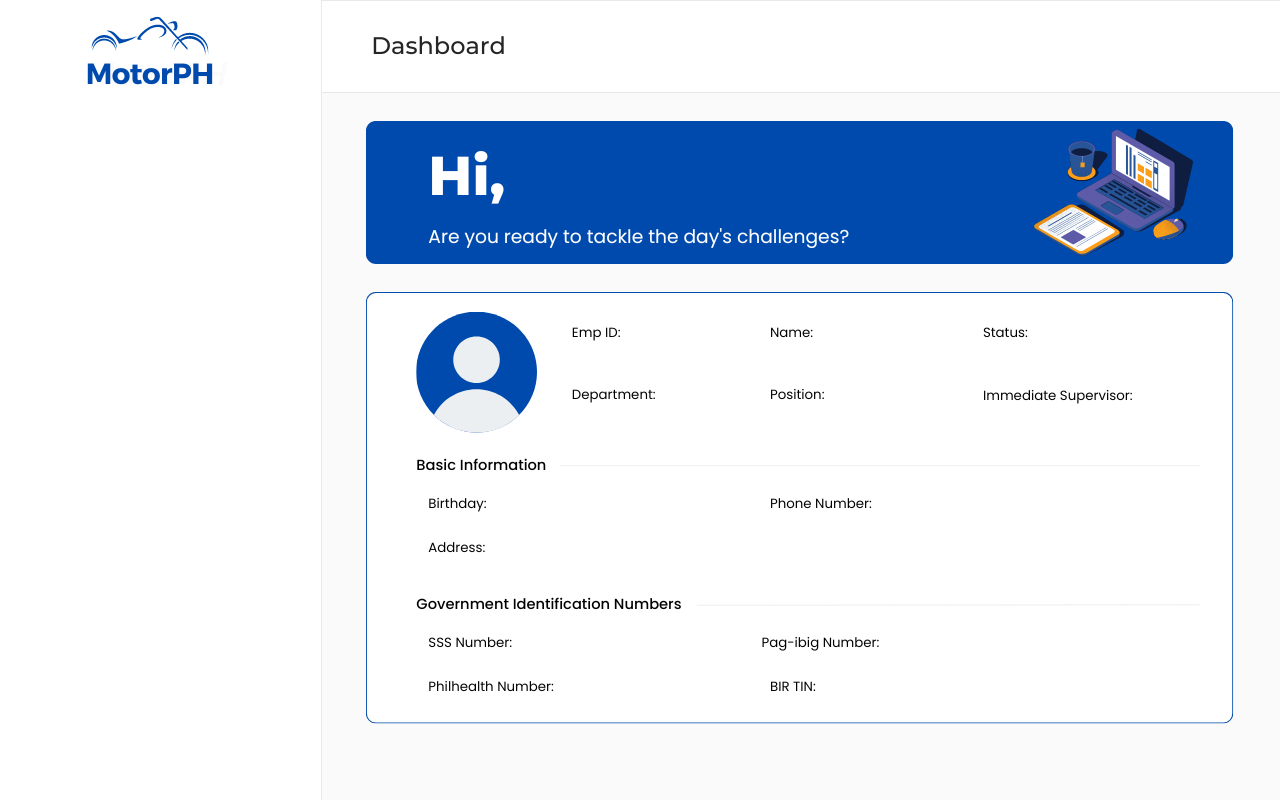 MotorPH
Dashboard
Hi,
Are you ready to tackle the day's challenges?
Emp ID:
Name:
Status:
Department:
Position:
Immediate Supervisor:
Basic Information
Birthday:
Phone Number:
Address:
Government Identification Numbers
SSS Number:
Pag-ibig Number:
Philhealth Number:
BIR TIN: